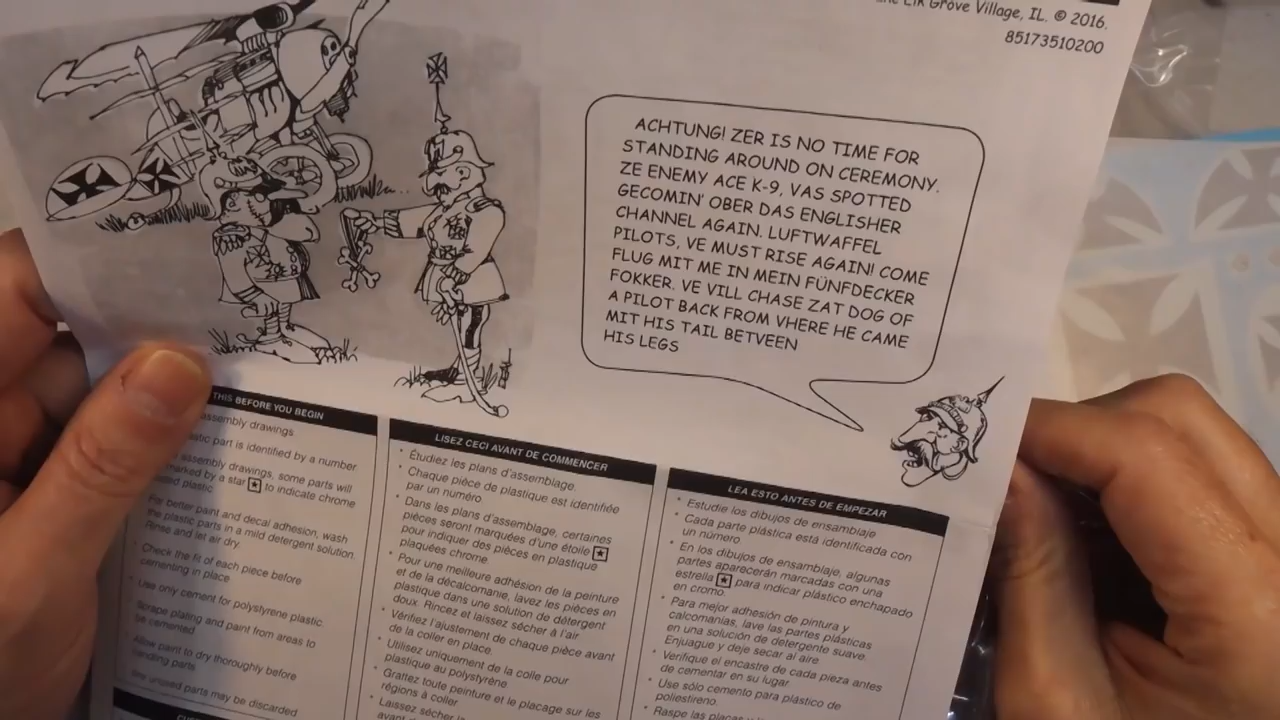 Elk Grove Village, IL. © 2016.
85173510200
ACHTUNG! ZER IS NO TIME FOR
STANDING AROUND ON CEREMONY.
ZE ENEMY ACE K-9, VAS SPOTTED
GECOMIN' OBER DAS ENGLISHER
CHANNEL AGAIN. LUFTWAFFEL
PILOTS, VE MUST RISE AGAIN! COME
FLUG MIT ME IN MEIN FÜNFDECKER
FOKKER. VE VILL CHASE ZAT DOG OF
A PILOT BACK FROM VHERE HE CAME
MIT HIS TAIL BETVEEN
HIS LEGS
THIS BEFORE YOU BEGIN
assembly drawings
part is identified by a number
assembly drawings, some parts will
marked by a star ★ to indicate chrome
plastic
For better paint and decal adhesion, wash
the plastic parts in a mild detergent solution.
Rinse and let air dry.
Check the fit of each piece before
cementing in place.
Use only cement for polystyrene plastic.
Scrape plating and paint from areas to
be cemented
Allow paint to dry thoroughly before
handling parts
Any unused parts may be discarded
LISEZ CECI AVANT DE COMMENCER
• Étudiez les plans d'assemblage.
• Chaque pièce de plastique est identifiée
par un numéro
• Dans les plans d'assemblage, certaines
pièces seront marquées d'une étoile ★
pour indiquer des pièces en plastique
plaquées chrome
• Pour une meilleure adhésion de la peinture
et de la décalcomanie, lavez les pièces en
plastique dans une solution de détergent
doux. Rincez et laissez sécher à l'air
• Vérifiez l'ajustement de chaque pièce avant
de la coller en place.
• Utilisez uniquement de la colle pour
plastique au polystyrène
• Grattez toute peinture et le placage sur les
régions à coller
• Laissez sécher la
LEA ESTO ANTES DE EMPEZAR
• Estudie los dibujos de ensamblaje
• Cada parte plástica está identificada con
un número
• En los dibujos de ensamblaje, algunas
partes aparecerán marcadas con una
estrella ★ para indicar plástico enchapado
en cromo.
• Para mejor adhesión de pintura y
calcomanías, lave las partes plásticas
en una solución de detergente suave.
Enjuague y deje secar al aire
• Verifique el encastre de cada pieza antes
de cementar en su lugar.
• Use sólo cemento para plástico de
poliestireno.
• Raspe las placas